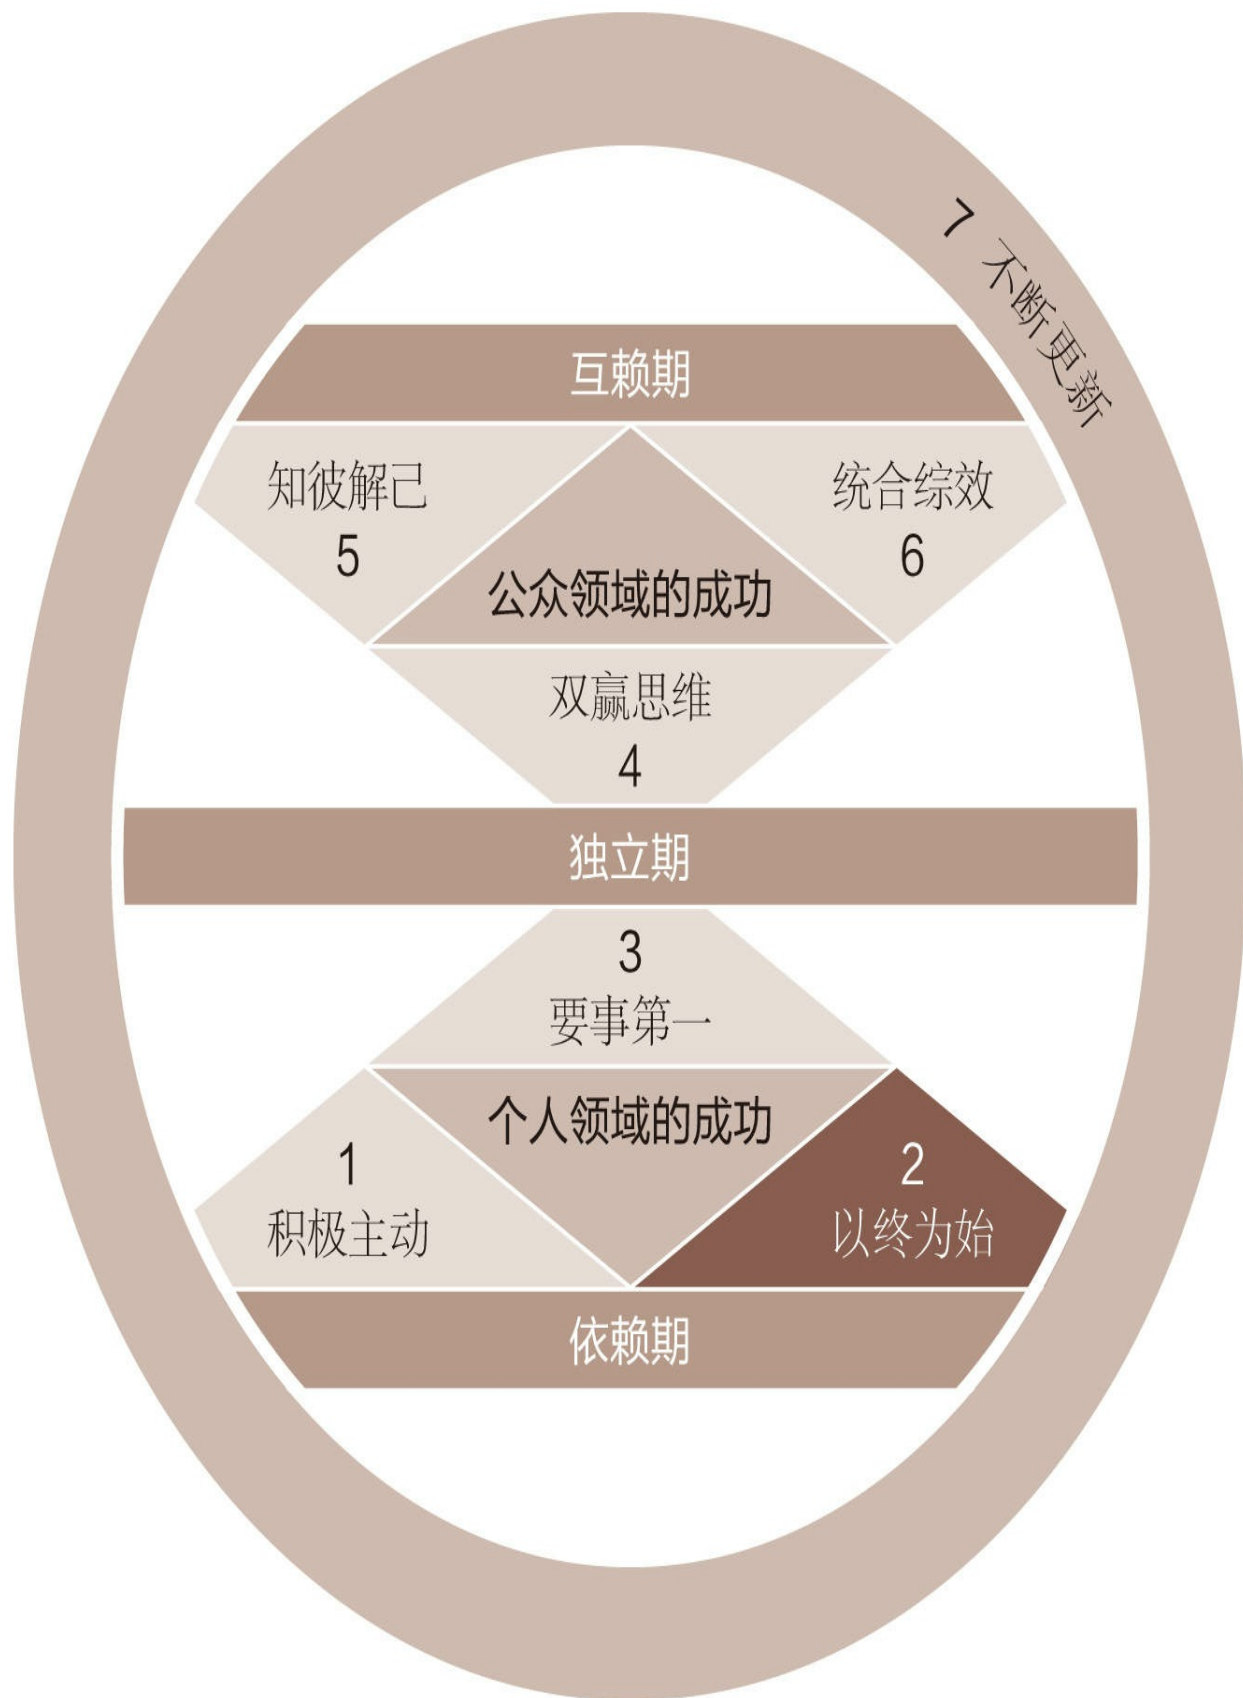 7 不断更新
互赖期
知彼解己
5
统合综效
6
公众领域的成功
双赢思维
4
独立期
3
要事第一
个人领域的成功
1
积极主动
2
以终为始
依赖期